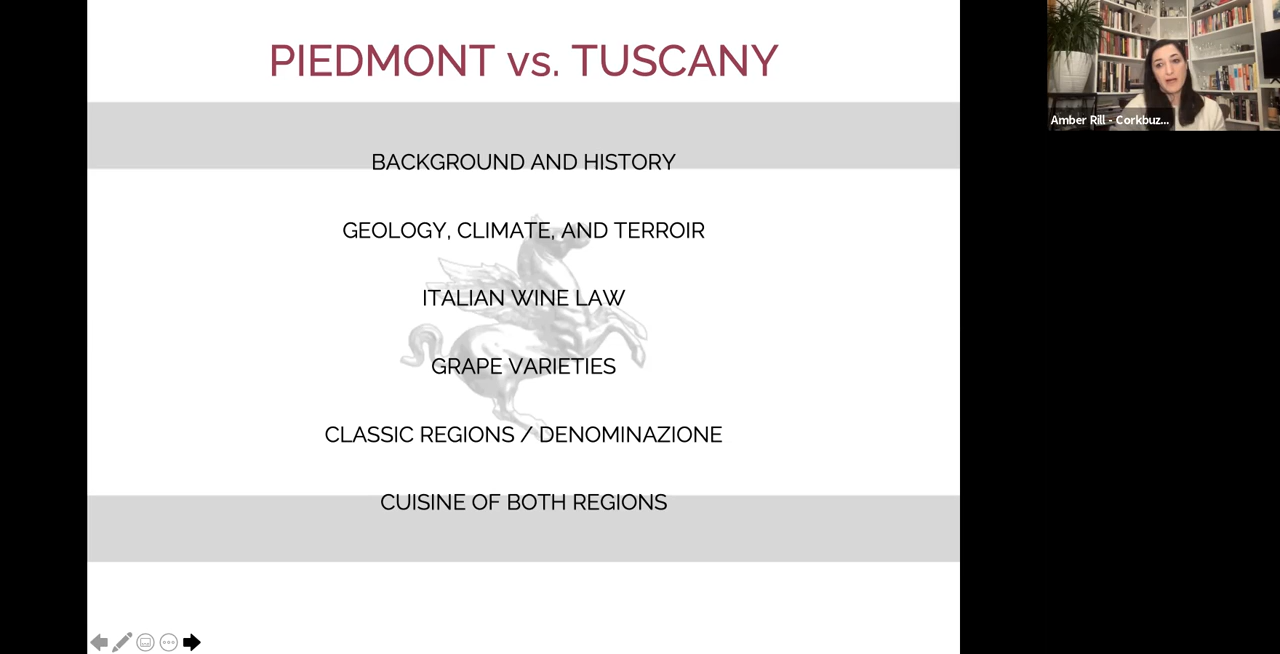 PIEDMONT vs. TUSCANY
BACKGROUND AND HISTORY
GEOLOGY, CLIMATE, AND TERROIR
ITALIAN WINE LAW
GRAPE VARIETIES
CLASSIC REGIONS / DENOMINAZIONE
CUISINE OF BOTH REGIONS
Amber Rill - Corkbuz...